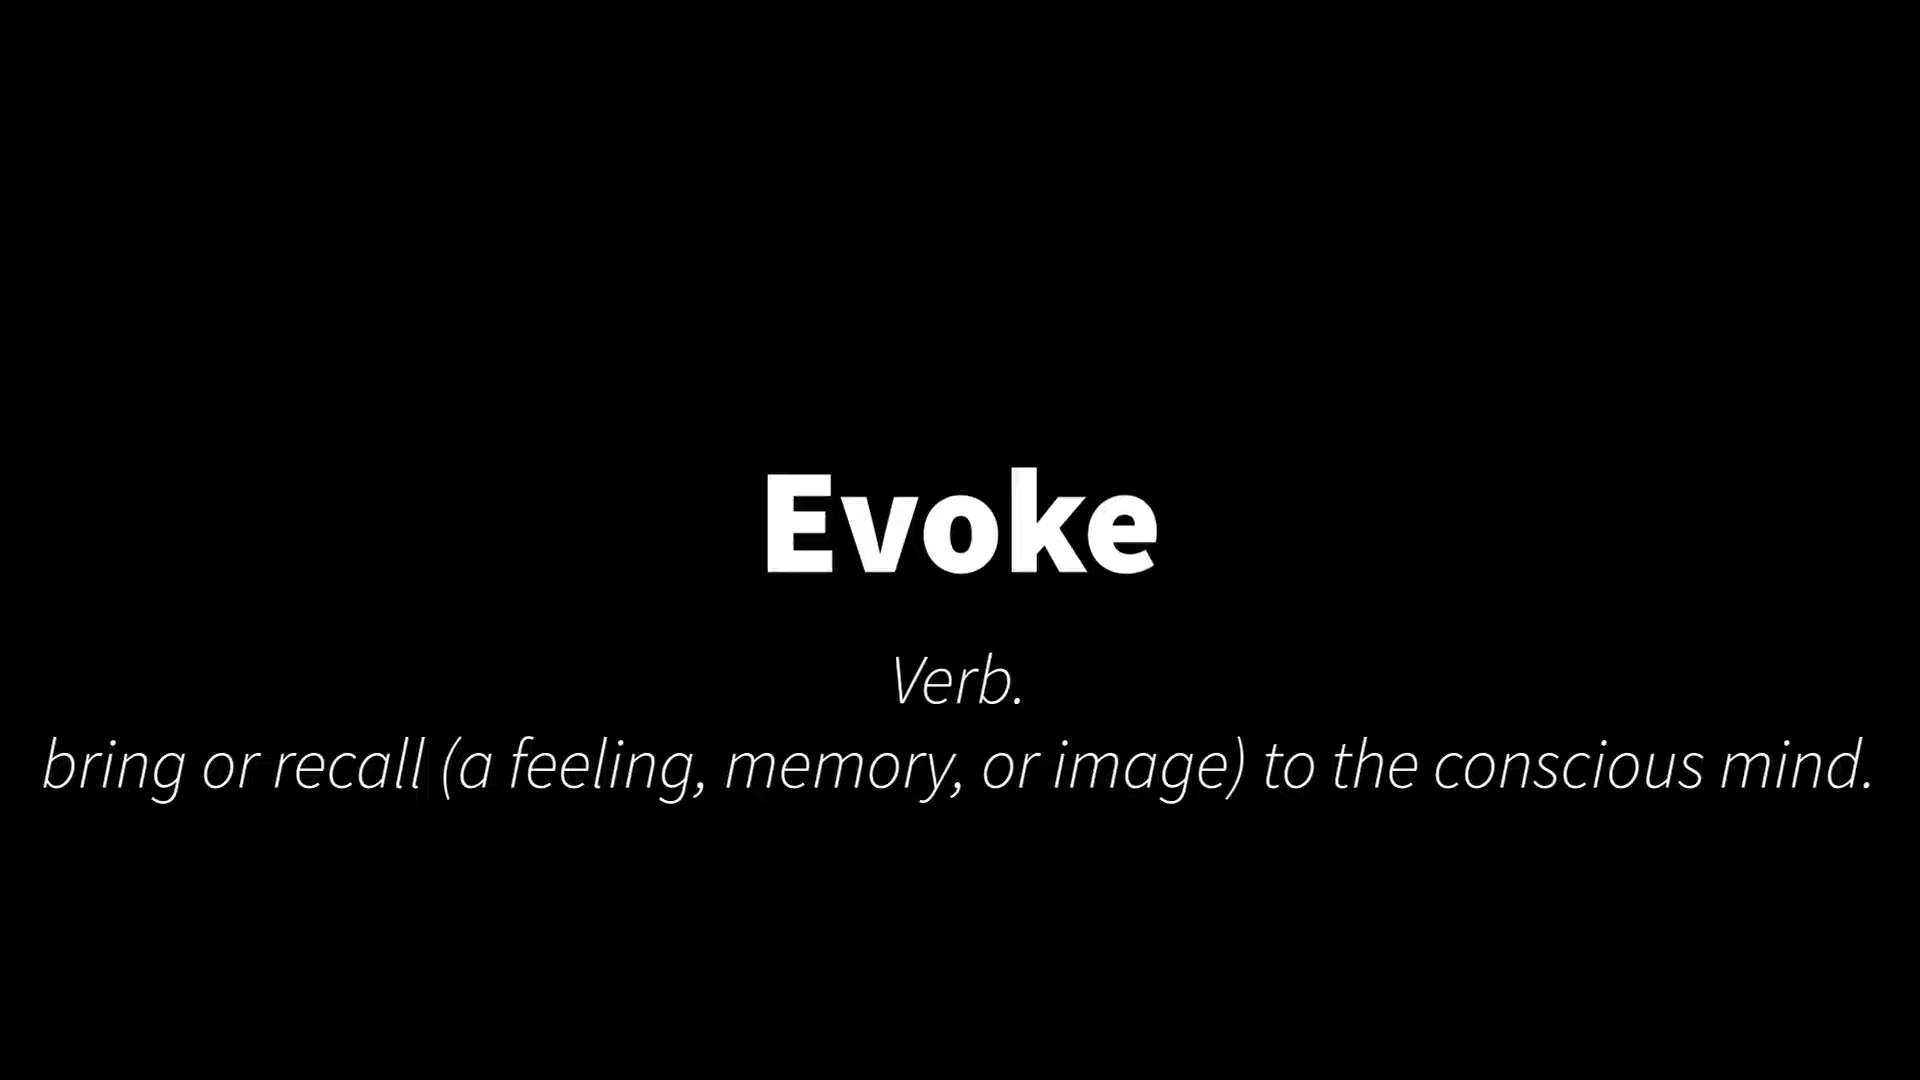 Evoke
Verb.
bring or recall (a feeling, memory, or image) to the conscious mind.